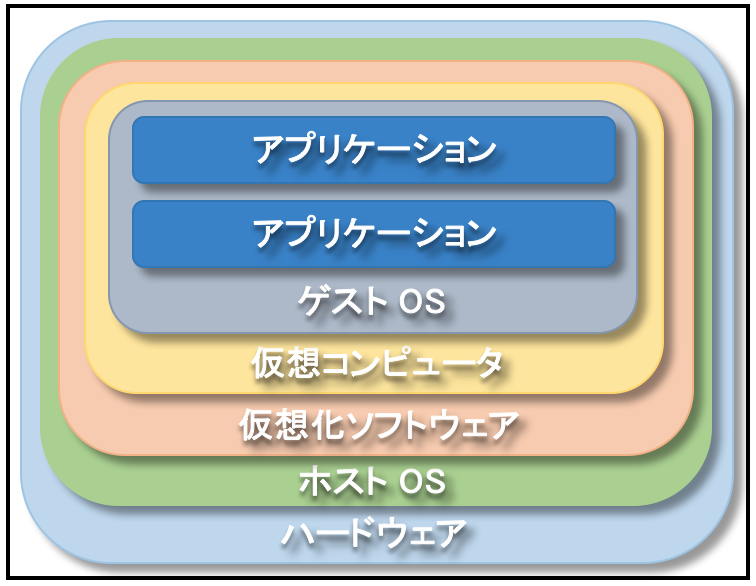 アプリケーション
アプリケーション
ゲスト OS
仮想コンピュータ
仮想化ソフトウェア
ホスト OS
ハードウェア